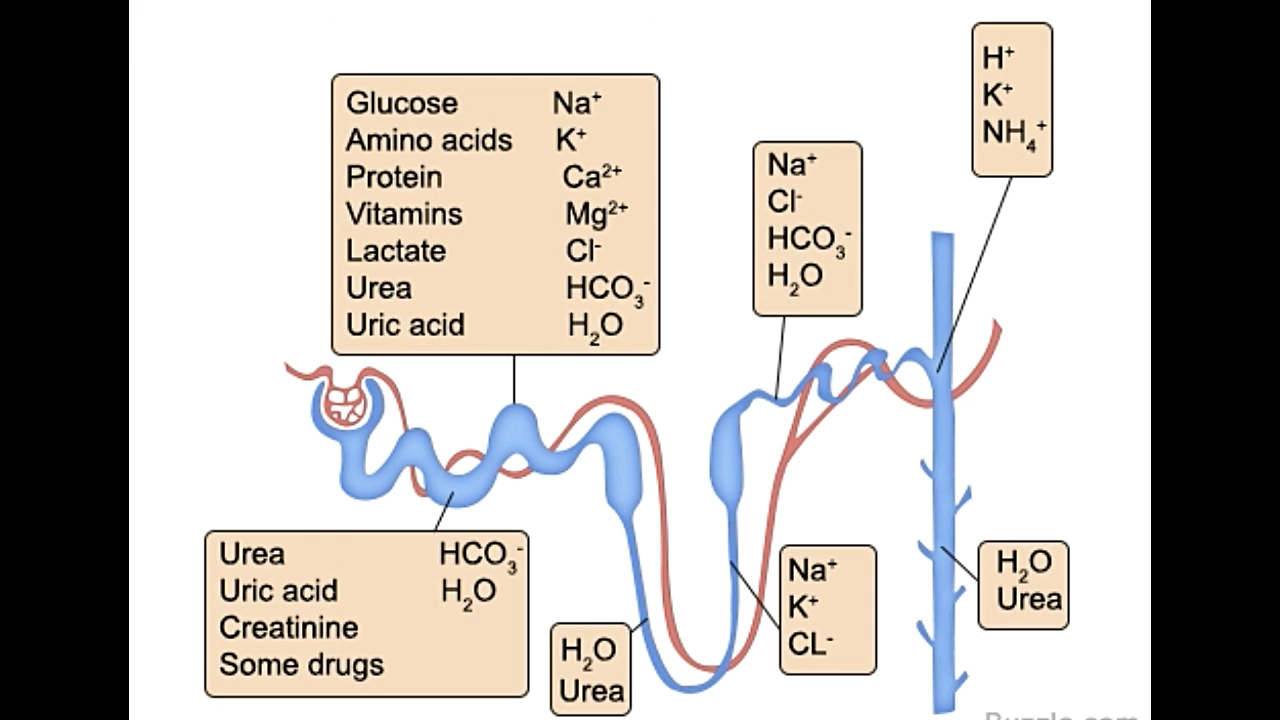 Glucose Na⁺
Amino acids K⁺
Protein Ca²⁺
Vitamins Mg²⁺
Lactate Cl⁻
Urea HCO₃⁻
Uric acid H₂O
Na⁺
Cl⁻
HCO₃⁻
H₂O
H⁺
K⁺
NH₄⁺
Urea HCO₃⁻
Uric acid H₂O
Creatinine
Some drugs
H₂O
Urea
Na⁺
K⁺
CL⁻
H₂O
Urea